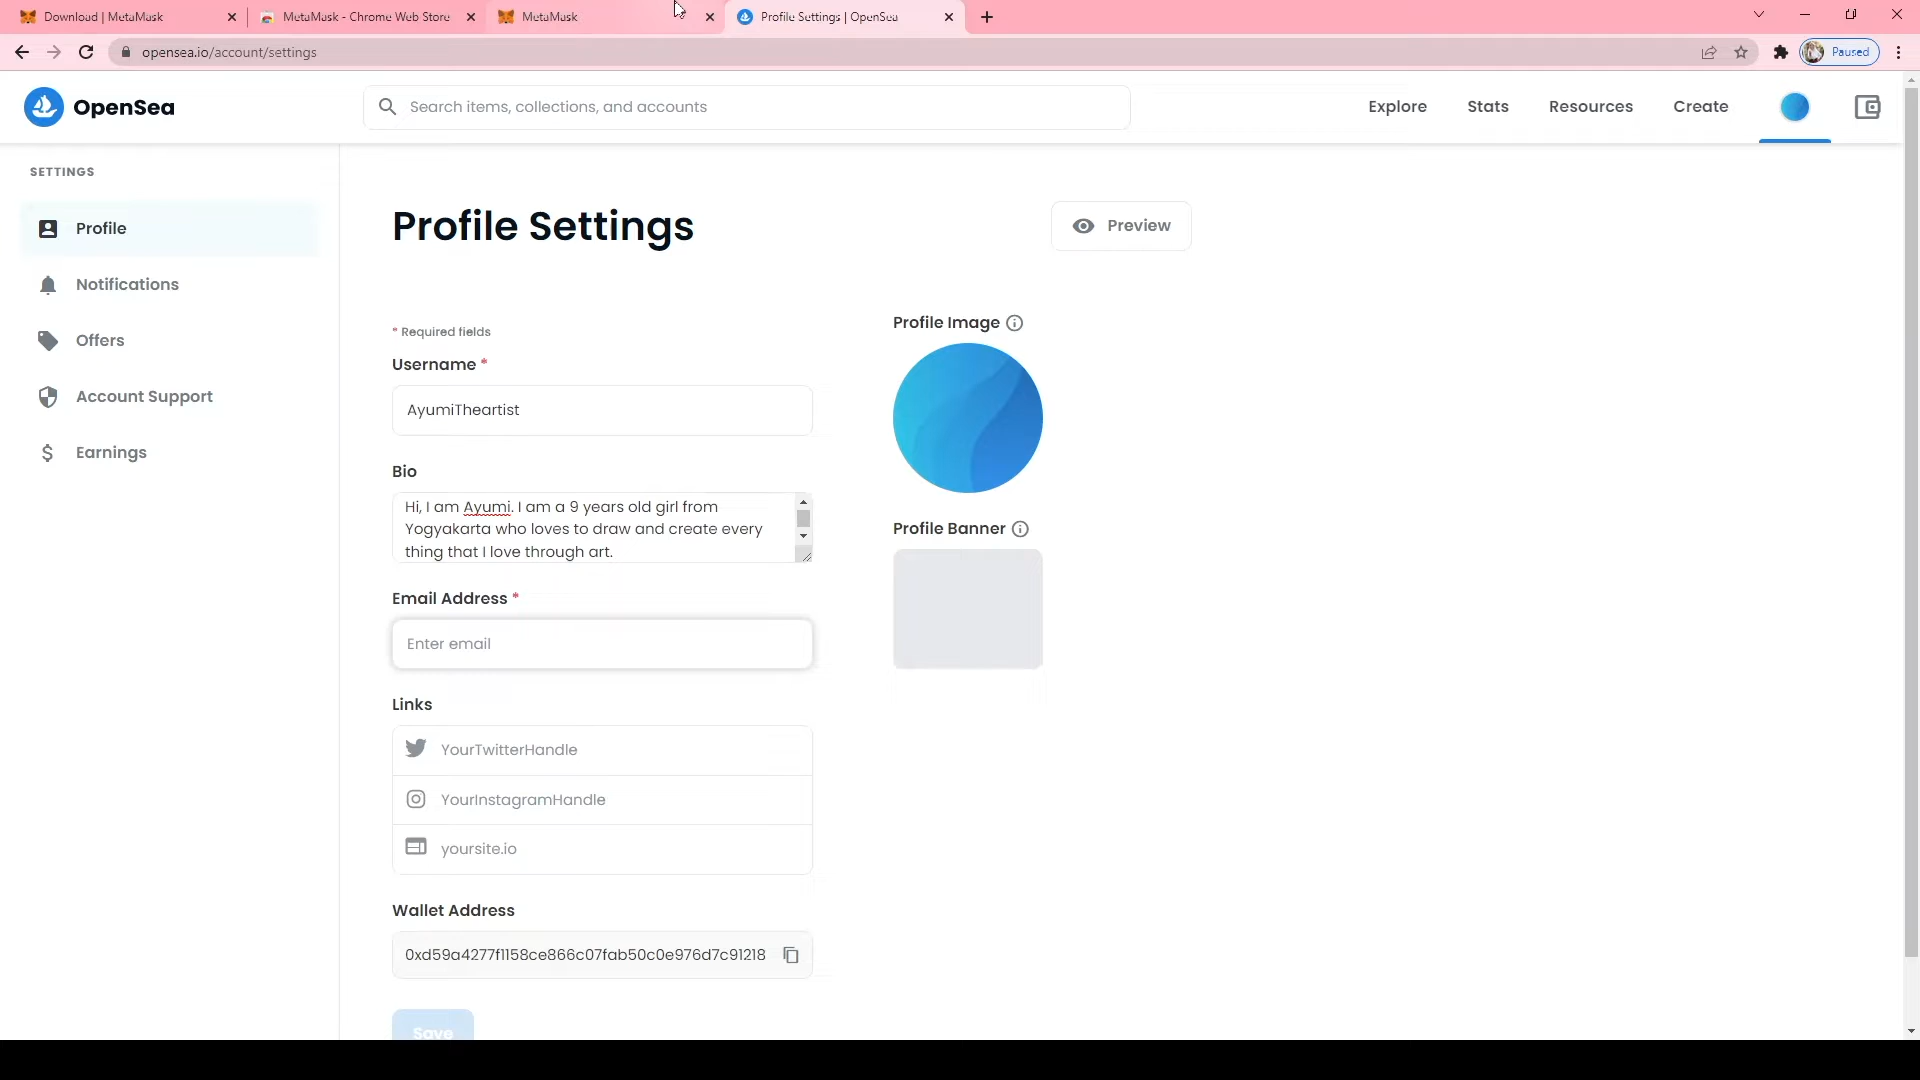 Download | MetaMask
MetaMask - Chrome Web Store
MetaMask
Profile Settings | OpenSea
opensea.io/account/settings
Paused
OpenSea
Search items, collections, and accounts
Explore
Stats
Resources
Create
SETTINGS
Profile
Notifications
Offers
Account Support
Earnings
Profile Settings
Preview
* Required fields
Username *
AyumiTheartist
Bio
Hi, I am Ayumi. I am a 9 years old girl from
Yogyakarta who loves to draw and create every
thing that I love through art.
Email Address *
Enter email
Links
YourTwitterHandle
YourInstagramHandle
yoursite.io
Wallet Address
0xd59a4277f1158ce866c07fab50c0e976d7c91218
Save
Profile Image
Profile Banner